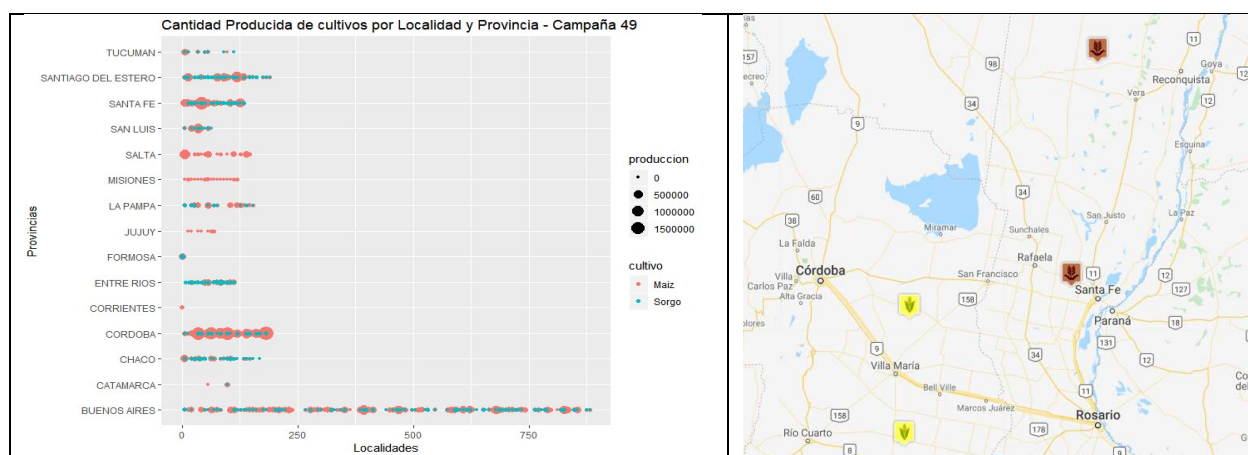 Cantidad Producida de cultivos por Localidad y Provincia - Campaña 49
Provincias
TUCUMAN
SANTIAGO DEL ESTERO
SANTA FE
SAN LUIS
SALTA
MISIONES
LA PAMPA
JUJUY
FORMOSA
ENTRE RIOS
CORRIENTES
CORDOBA
CHACO
CATAMARCA
BUENOS AIRES
0
250
500
750
Localidades
produccion
0
500000
1000000
1500000
cultivo
Maiz
Sorgo
9
157
98
11
Goya
12
Reconquista
Vera
34
12
9
Esquina
60
34
38
Miramar
Sunchales
San Justo
La Paz
La Falda
Rafaela
Villa
Carlos Paz
Córdoba
San Francisco
11
12
127
Alta Gracia
158
Santa Fe
Paraná
18
131
9
34
12
Villa María
Bell Ville
11
Marcos Juárez
158
Rosario
178
Río Cuarto
8
9